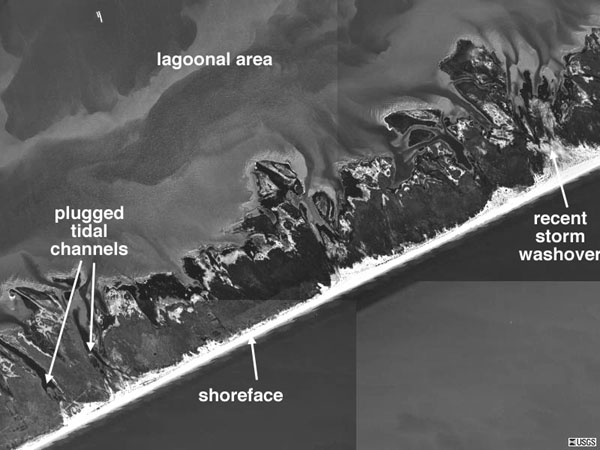 lagoonal area
plugged
tidal
channels
recent
storm
washover
shoreface
USGS